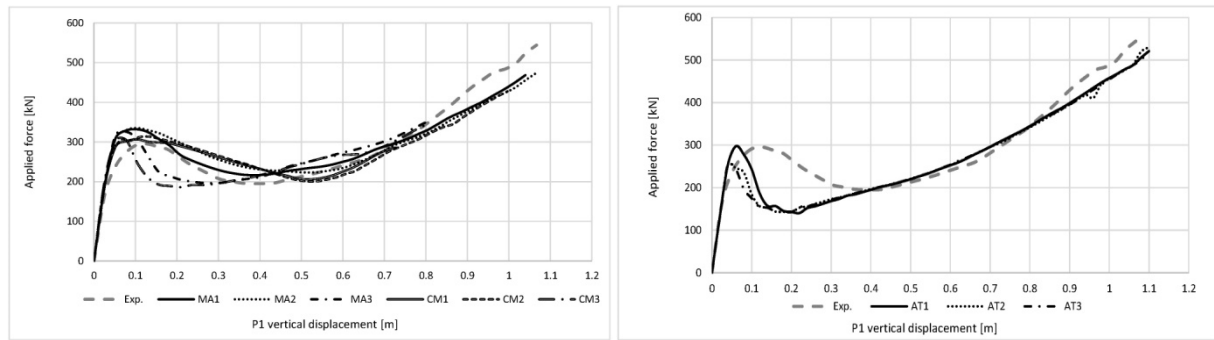 600
500
400
300
200
100
0
Applied force [kN]
0 0.1 0.2 0.3 0.4 0.5 0.6 0.7 0.8 0.9 1 1.1 1.2
Exp. MA1 MA2 MA3 CM1 CM2 CM3
P1 vertical displacement [m]
600
500
400
300
200
100
0
Applied force [kN]
0 0.1 0.2 0.3 0.4 0.5 0.6 0.7 0.8 0.9 1 1.1 1.2
Exp. AT1 AT2 AT3
P1 vertical displacement [m]